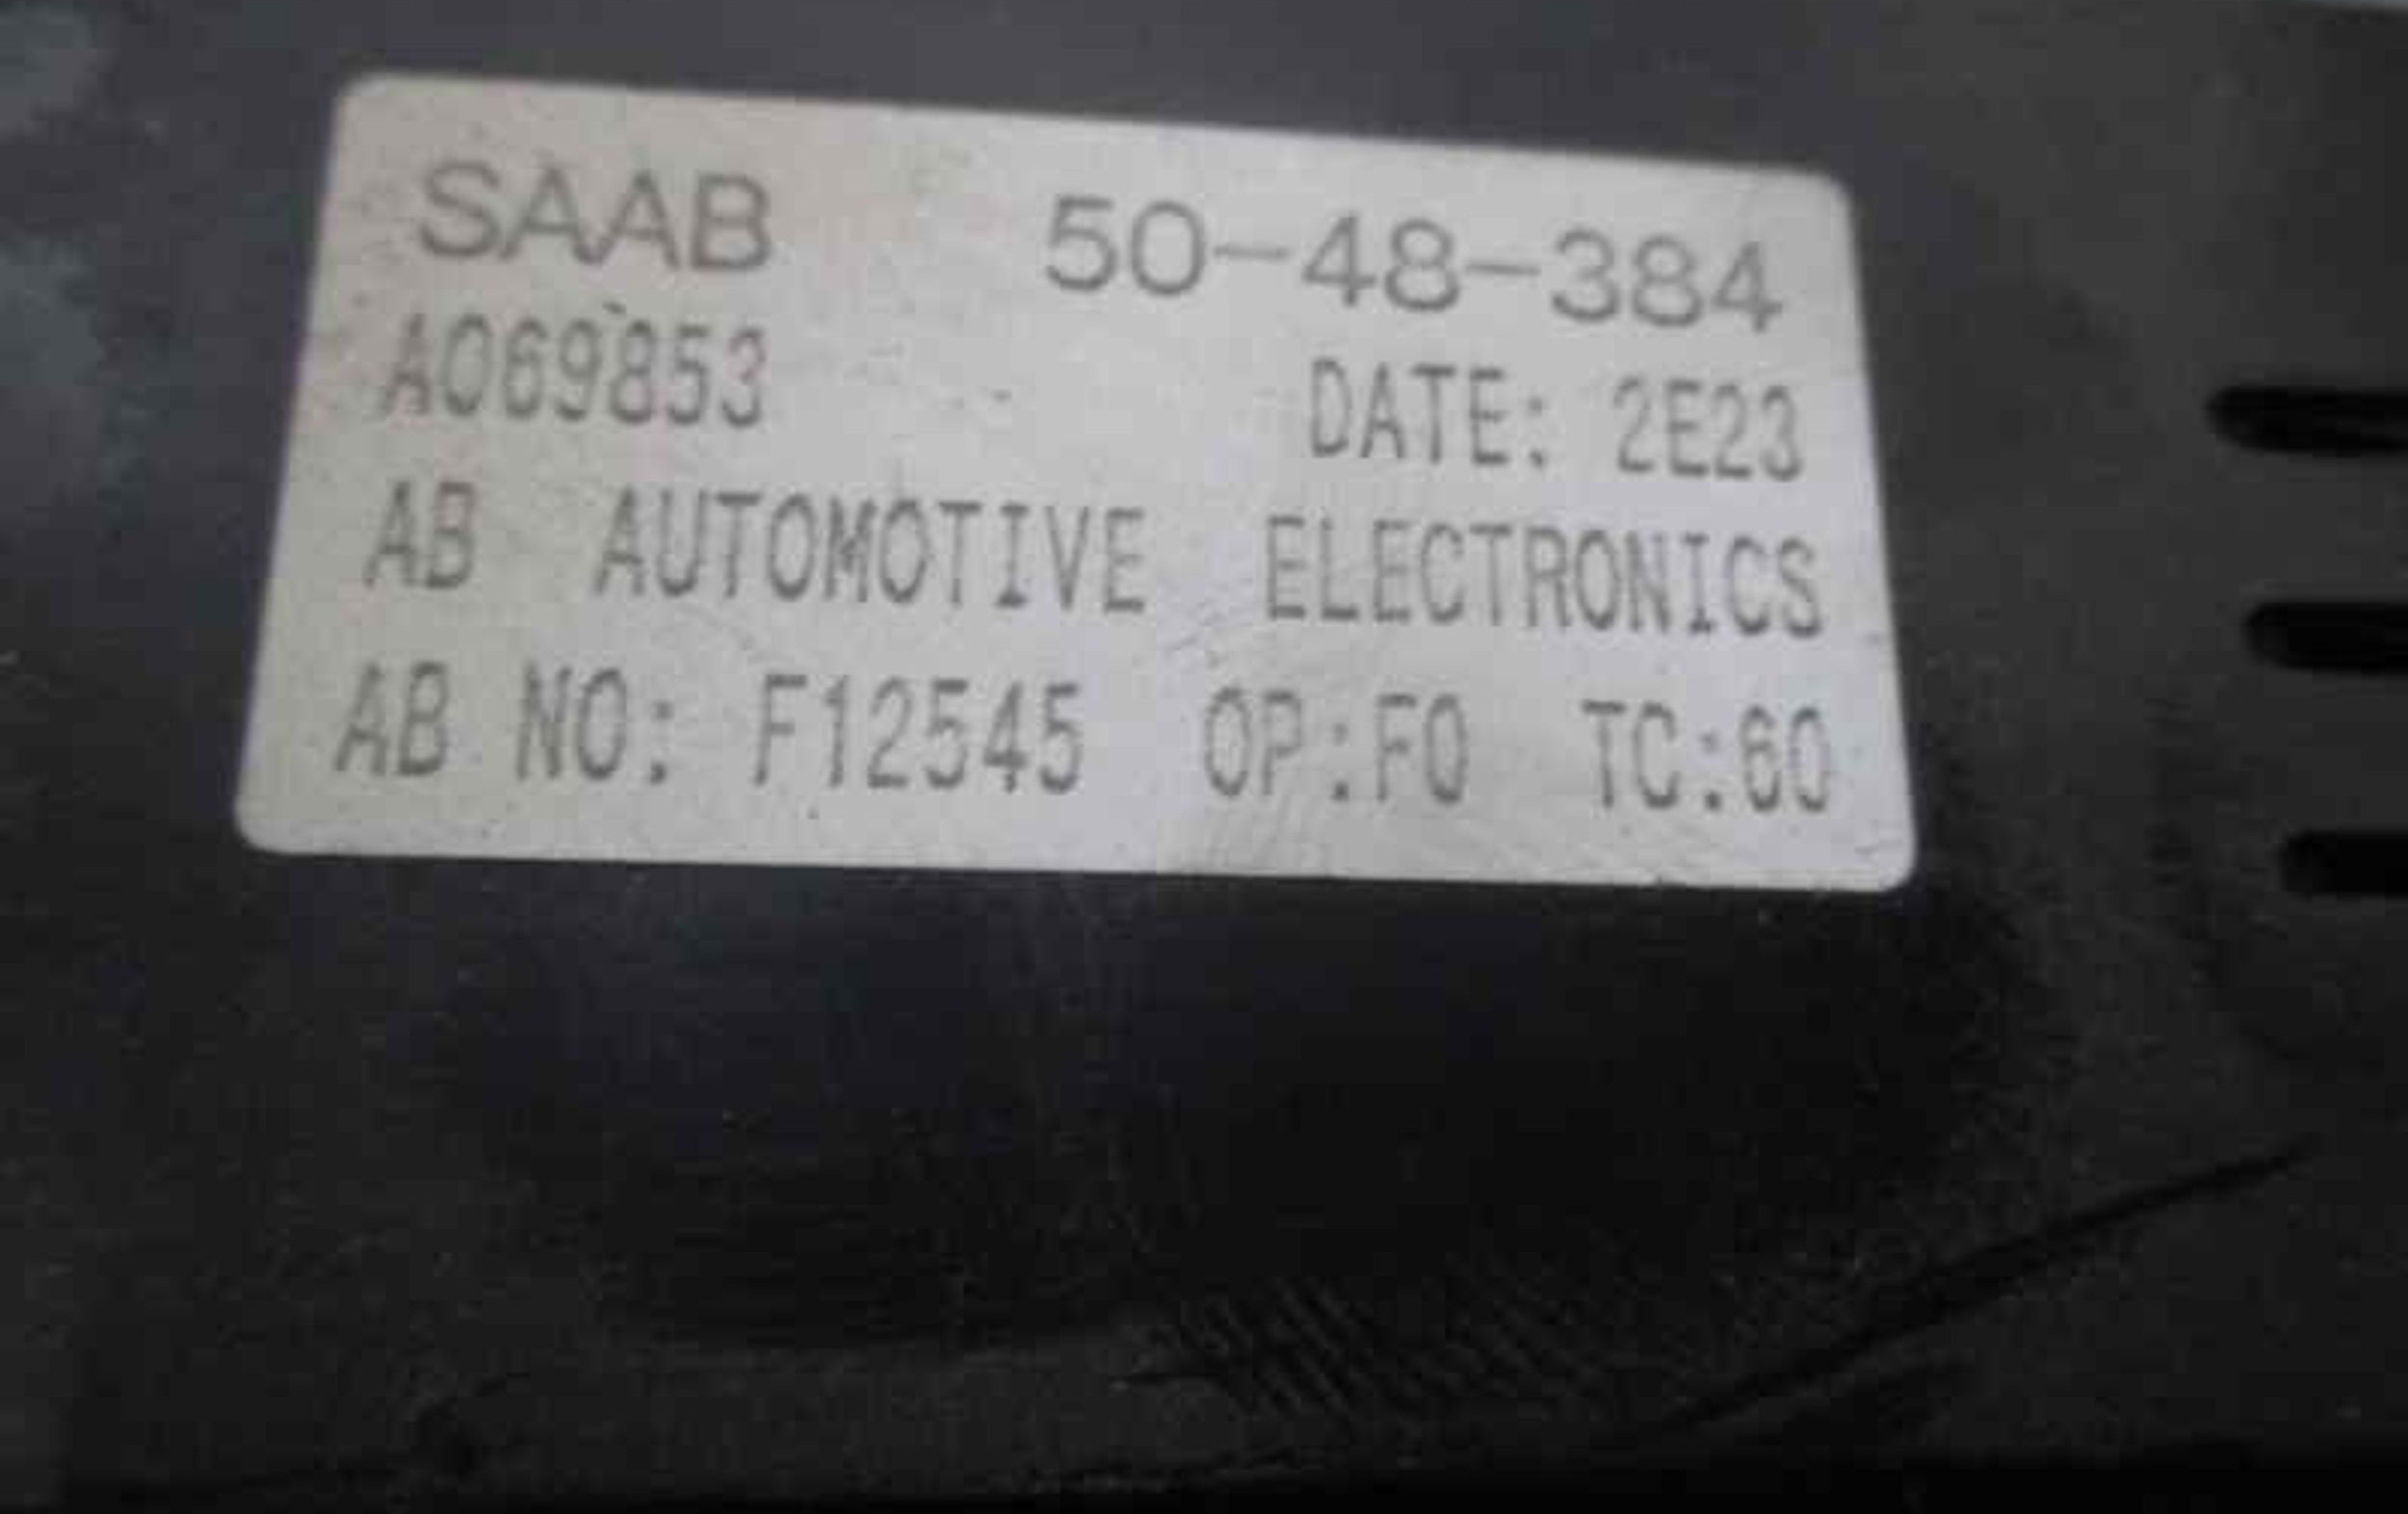 SAAB 50-48-384
A069853 DATE: 2E23
AB AUTOMOTIVE ELECTRONICS
AB NO: F12545 OP:F0 TC:60